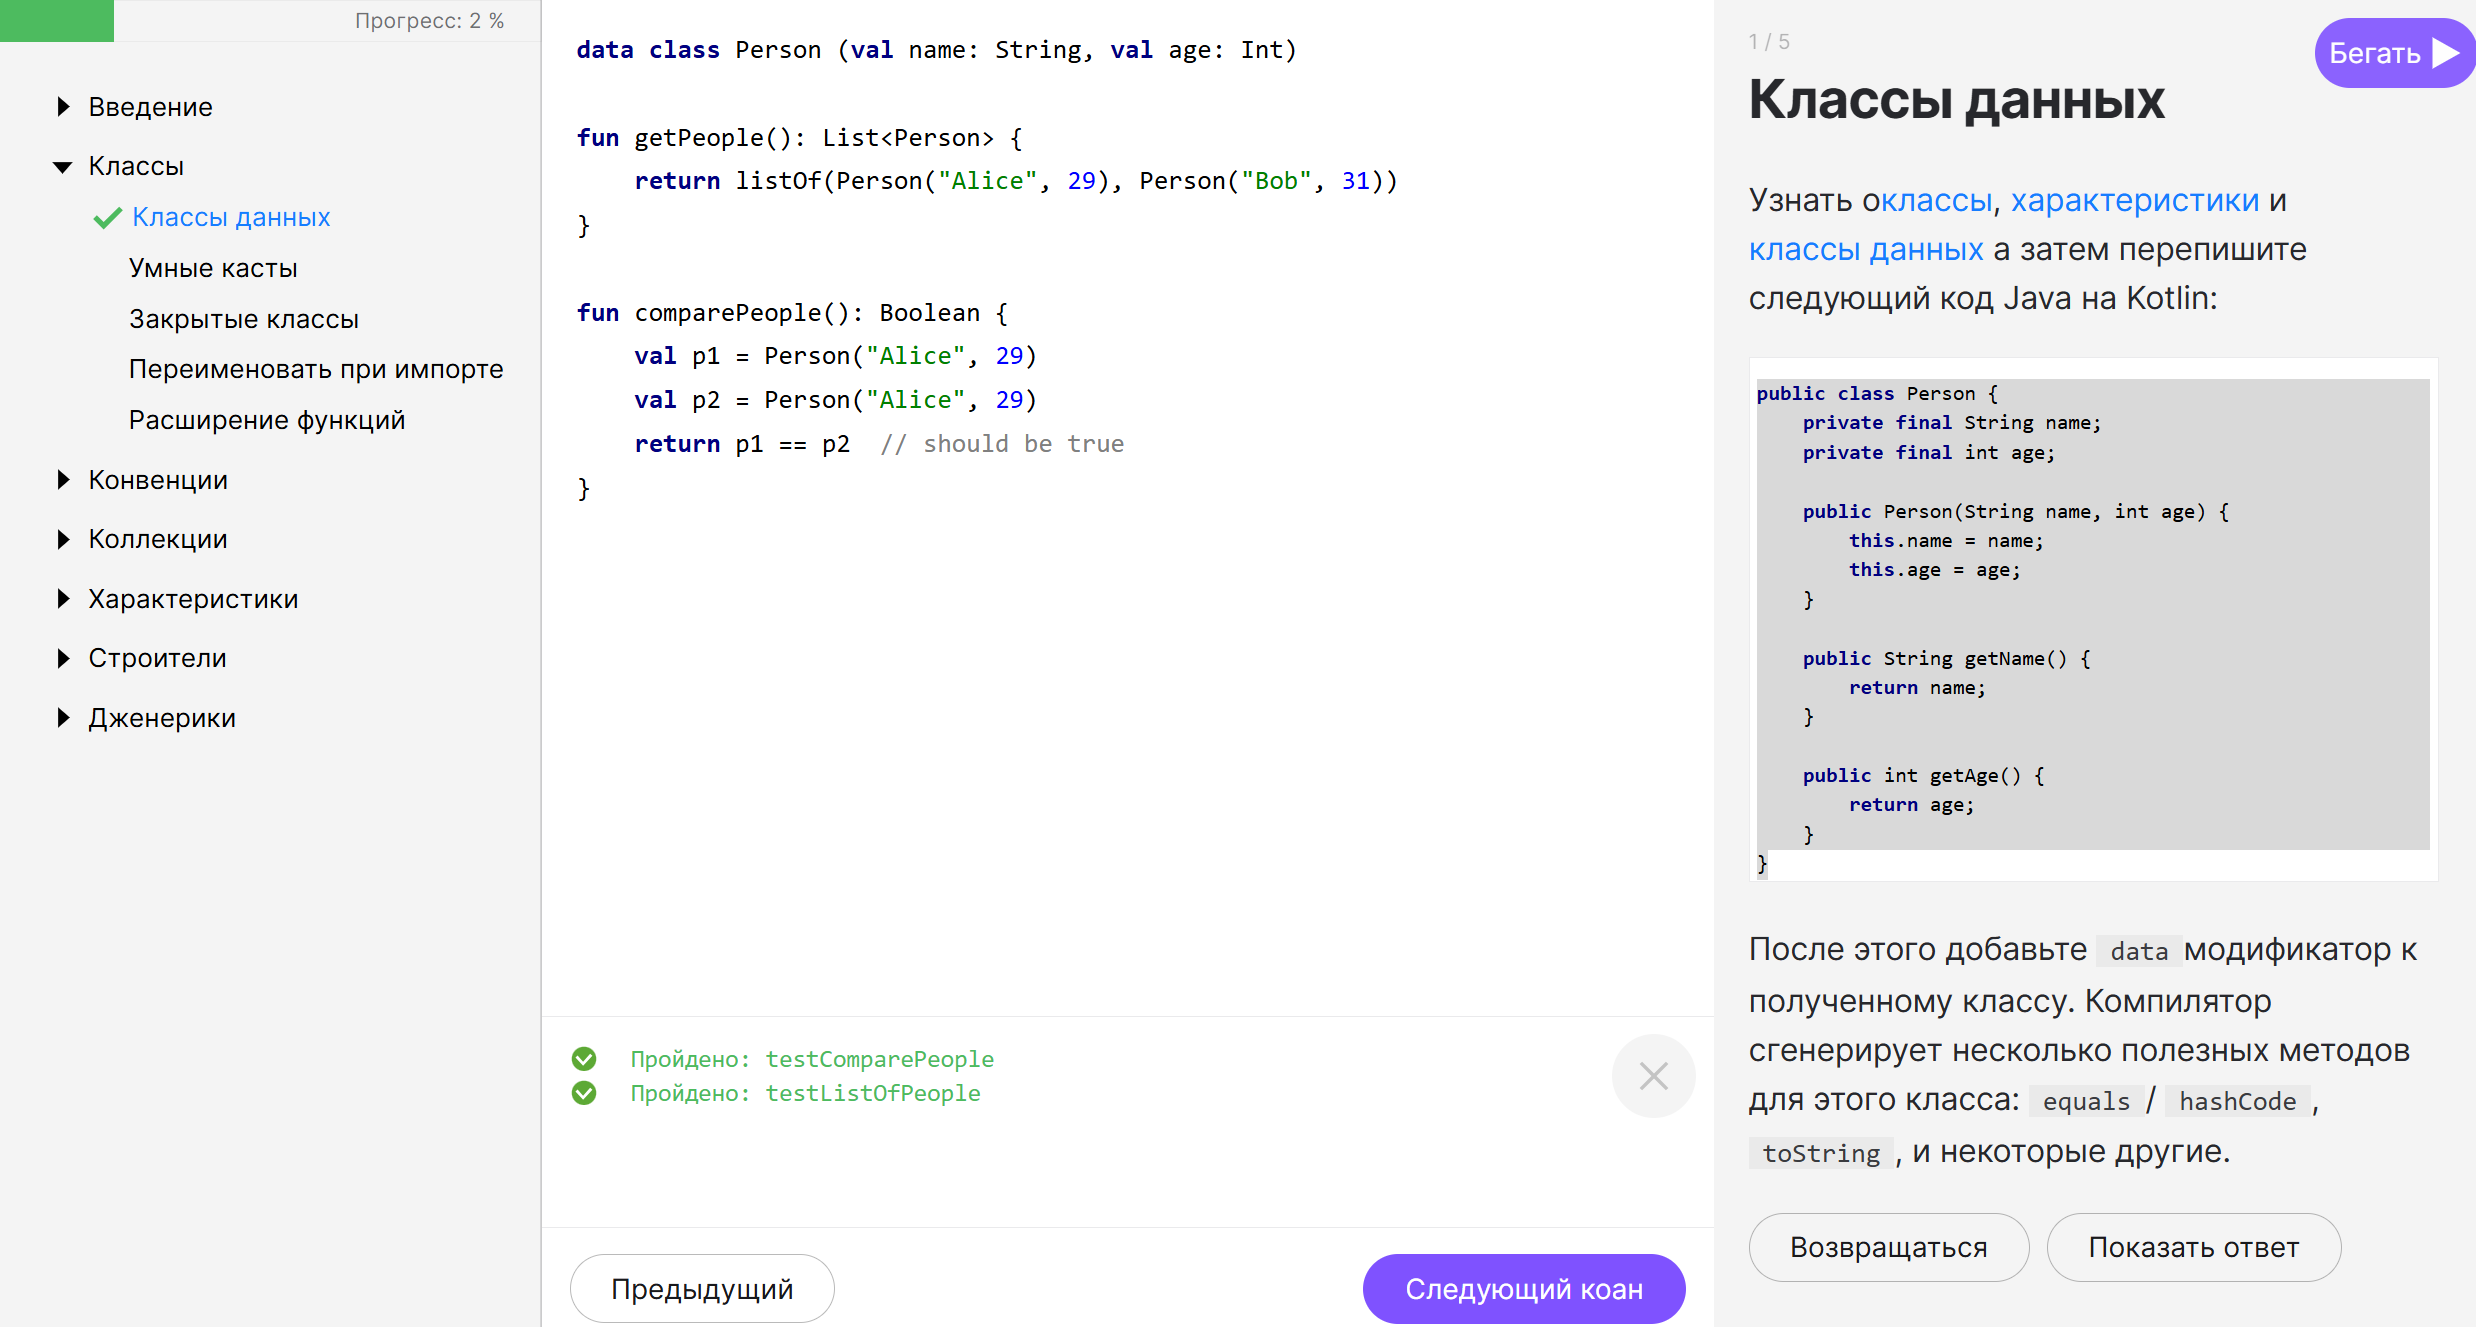 Прогресс: 2 %
Введение
Классы
Классы данных
Умные касты
Закрытые классы
Переименовать при импорте
Расширение функций
Конвенции
Коллекции
Характеристики
Строители
Дженерики
data class Person (val name: String, val age: Int)
fun getPeople(): List<Person> {
    return listOf(Person("Alice", 29), Person("Bob", 31))
}
fun comparePeople(): Boolean {
    val p1 = Person("Alice", 29)
    val p2 = Person("Alice", 29)
    return p1 == p2  // should be true
}
Пройдено: testComparePeople
Пройдено: testListOfPeople
Предыдущий
Следующий коан
1 / 5
Бегать
Классы данных
Узнать оклассы, характеристики и
классы данных а затем перепишите
следующий код Java на Kotlin:
public class Person {
    private final String name;
    private final int age;
    public Person(String name, int age) {
        this.name = name;
        this.age = age;
    }
    public String getName() {
        return name;
    }
    public int getAge() {
        return age;
    }
}
После этого добавьте data модификатор к
полученному классу. Компилятор
сгенерирует несколько полезных методов
для этого класса: equals / hashCode ,
toString , и некоторые другие.
Возвращаться
Показать ответ